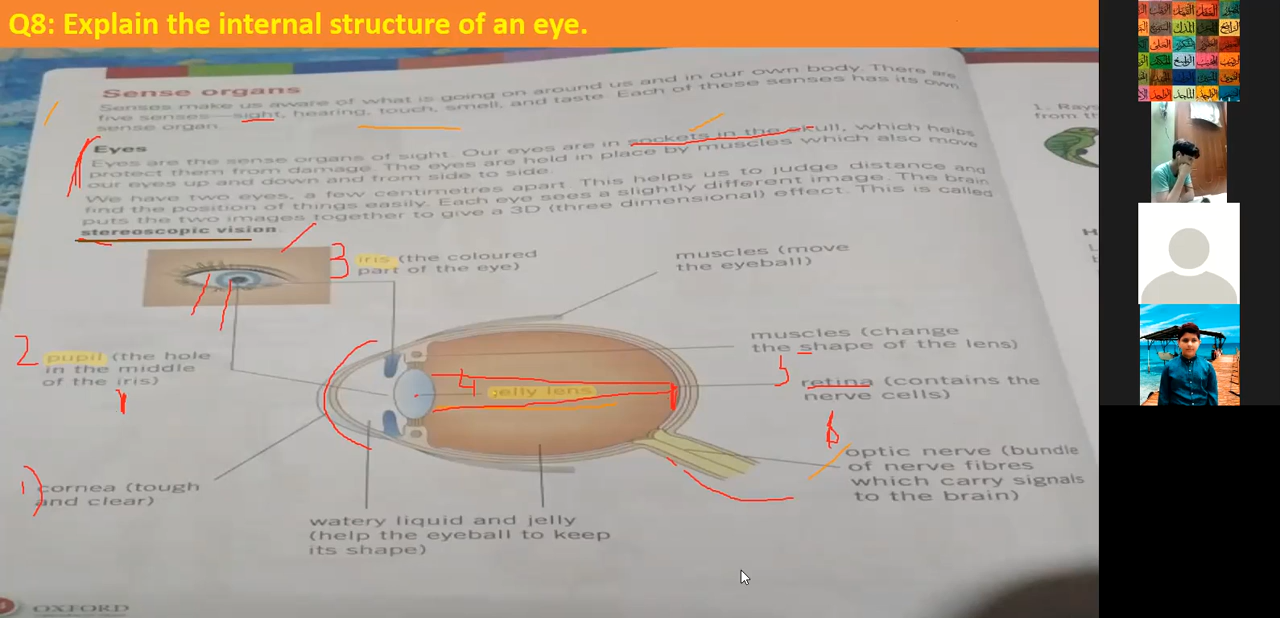 Q8: Explain the internal structure of an eye.
Sense organs
Senses make us aware of what is going on around us and in our own body. There are
five senses—sight, hearing, touch, smell, and taste. Each of these senses has its own
sense organ.
Eyes
Eyes are the sense organs of sight. Our eyes are in sockets in the skull, which helps
protect them from damage. The eyes are held in place by muscles which also move
our eyes up and down and from side to side.
We have two eyes, a few centimetres apart. This helps us to judge distance and
find the position of things easily. Each eye sees a slightly different image. The brain
puts the two images together to give a 3D (three dimensional) effect. This is called
stereoscopic vision.
3 iris (the coloured
part of the eye)
muscles (move
the eyeball)
2 pupil (the hole
in the middle
of the iris)
muscles (change
the shape of the lens)
4 jelly lens
5 retina (contains the
nerve cells)
6
optic nerve (bundle
of nerve fibres
which carry signals
to the brain)
1) cornea (tough
and clear)
watery liquid and jelly
(help the eyeball to keep
its shape)
OXFORD
1. Rays
from th